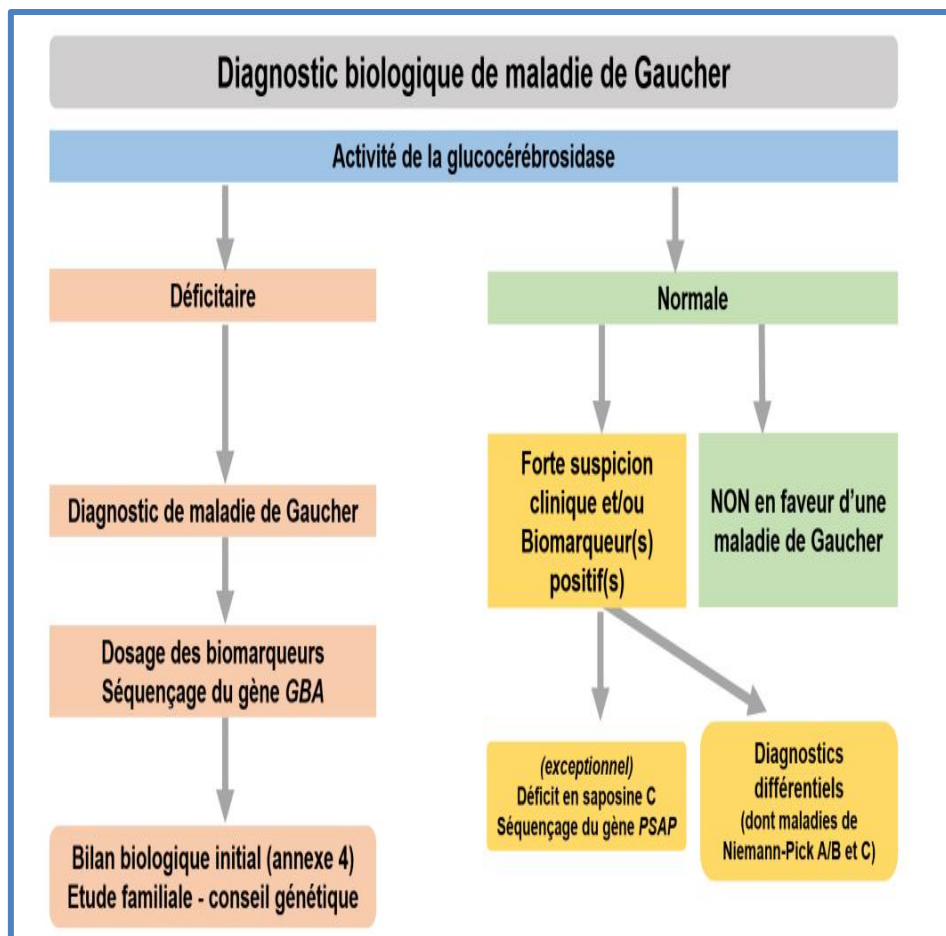 Diagnostic biologique de maladie de Gaucher
Activité de la glucocérébrosidase
Déficitaire
Diagnostic de maladie de Gaucher
Dosage des biomarqueurs
Séquençage du gène GBA
Bilan biologique initial (annexe 4)
Etude familiale - conseil génétique
Normale
Forte suspicion
clinique et/ou
Biomarqueur(s)
positif(s)
NON en faveur d’une
maladie de Gaucher
(exceptionnel)
Déficit en saposine C
Séquençage du gène PSAP
Diagnostics
différentiels
(dont maladies de
Niemann-Pick A/B et C)